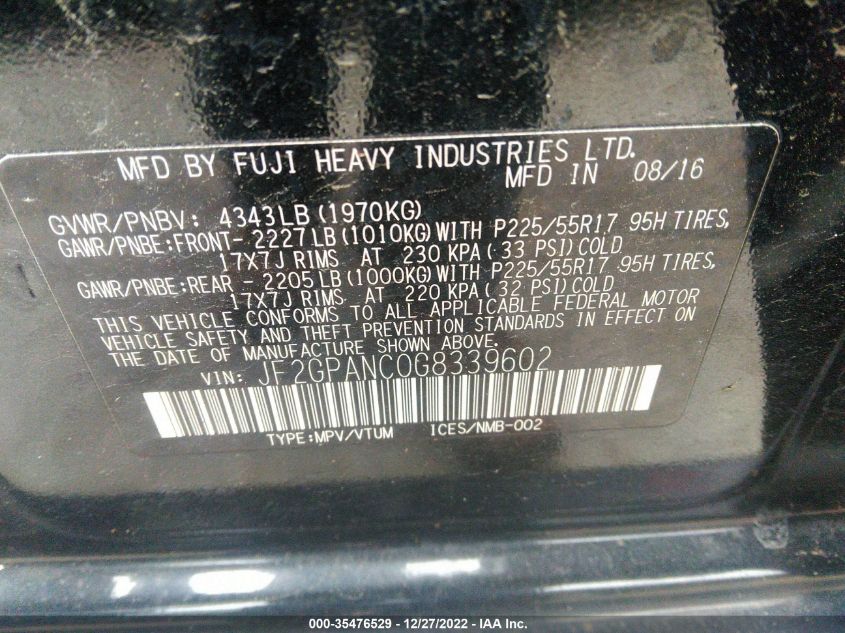 MFD BY FUJI HEAVY INDUSTRIES LTD.
MFD IN 08/16
GVWR/PNBV: 4343LB(1970KG)
GAWR/PNBE:FRONT- 2227LB(1010KG)WITH P225/55R17 95H TIRES,
17X7J RIMS AT 230 KPA(33 PSI)COLD
GAWR/PNBE:REAR - 2205LB(1000KG)WITH P225/55R17 95H TIRES,
17X7J RIMS AT 220 KPA(32 PSI)COLD
THIS VEHICLE CONFORMS TO ALL APPLICABLE FEDERAL MOTOR
VEHICLE SAFETY AND THEFT PREVENTION STANDARDS IN EFFECT ON
THE DATE OF MANUFACTURE SHOWN ABOVE.
VIN: JF2GPANC0G8339602
TYPE:MPV/VTUM ICES/NMB-002
000-35476529 - 12/27/2022 - IAA Inc.